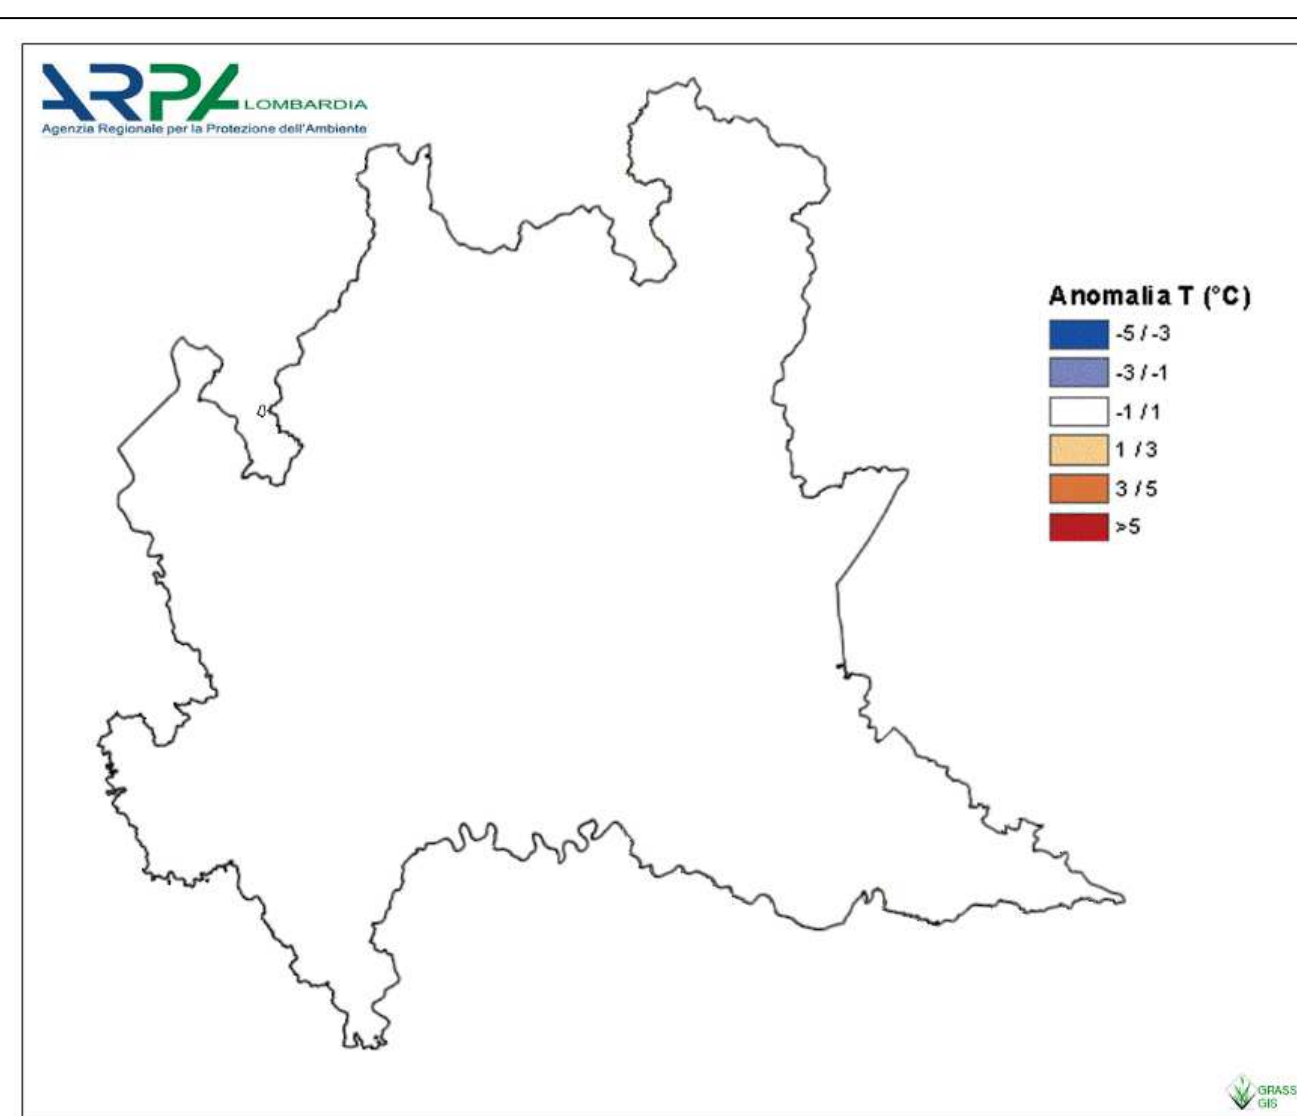 ARPA LOMBARDIA
Agenzia Regionale per la Protezione dell'Ambiente
Anomalia T (°C)
-5 / -3
-3 / -1
-1 / 1
1 / 3
3 / 5
>5
GRASS
GIS